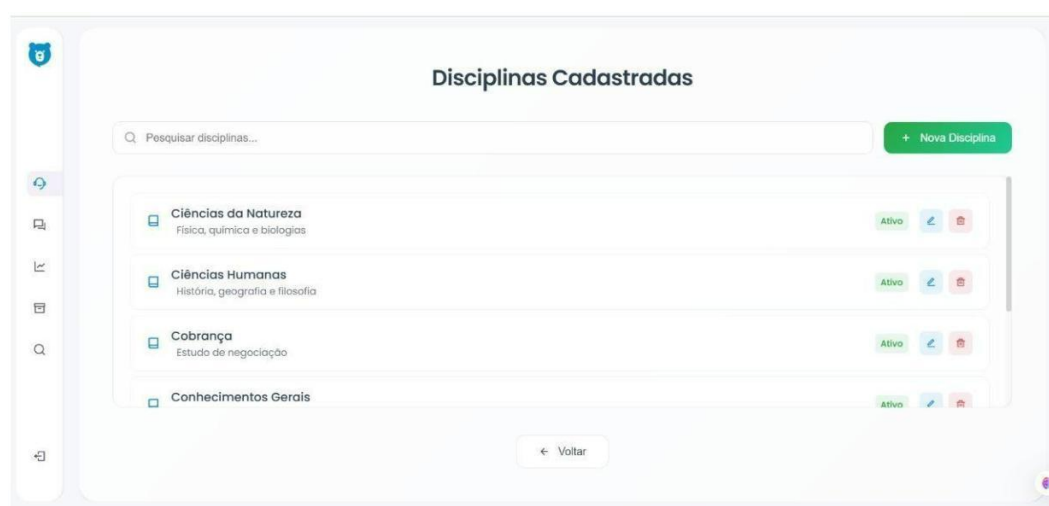 Disciplinas Cadastradas
Pesquisar disciplinas...
+ Nova Disciplina
Ciências da Natureza
Física, química e biologias
Ativo
Ciências Humanas
História, geografia e filosofia
Ativo
Cobrança
Estudo de negociação
Ativo
Conhecimentos Gerais
Ativo
← Voltar